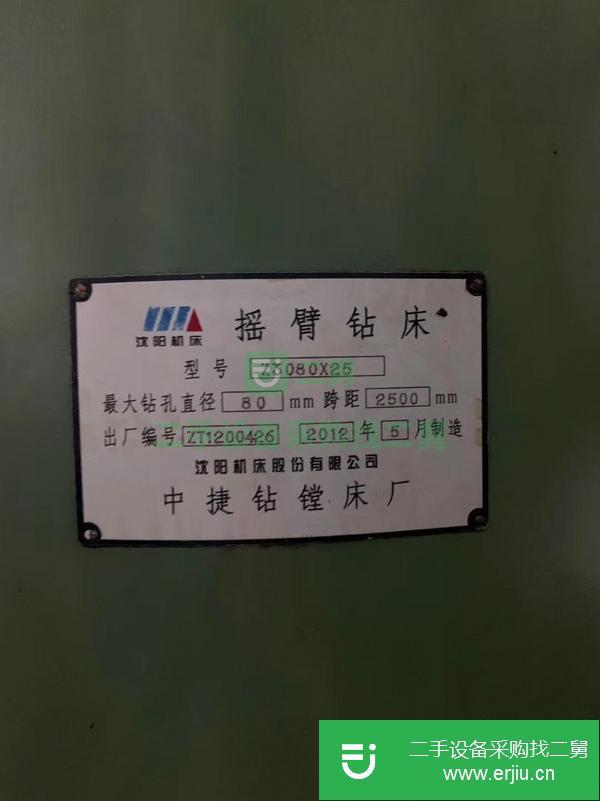 沈阳机床
摇臂钻床
型号 Z3080X25
最大钻孔直径 80 mm 跨距 2500 mm
出厂编号 ZT1200426 2012 年 5 月制造
沈阳机床股份有限公司
中捷钻镗床厂
二手设备采购找二舅
www.erjiu.cn